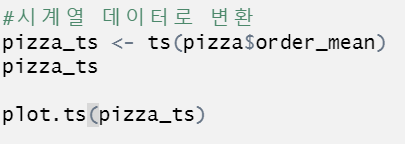 #시계열 데이터로 변환
pizza_ts <- ts(pizza$order_mean)
pizza_ts
plot.ts(pizza_ts)